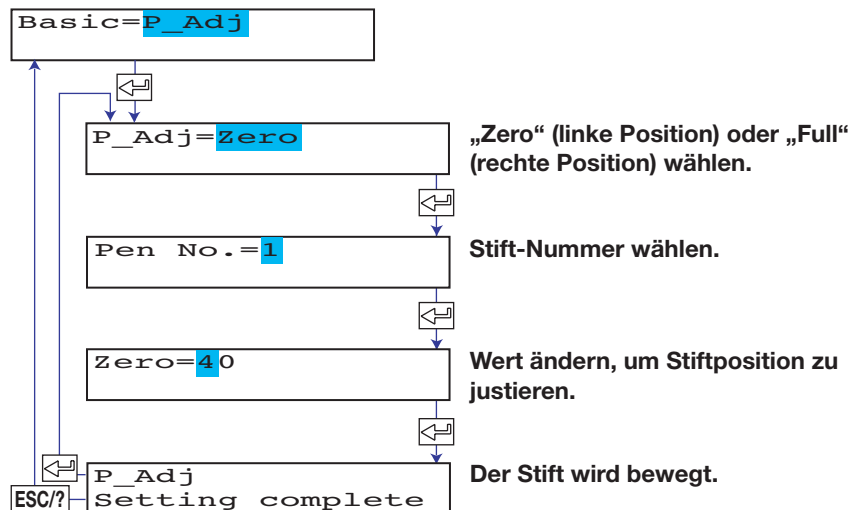 Basic=P_Adj
P_Adj=Zero
„Zero“ (linke Position) oder „Full“
(rechte Position) wählen.
Pen No.=1
Stift-Nummer wählen.
Zero=40
Wert ändern, um Stiftposition zu
justieren.
P_Adj
Setting complete
Der Stift wird bewegt.
ESC/?